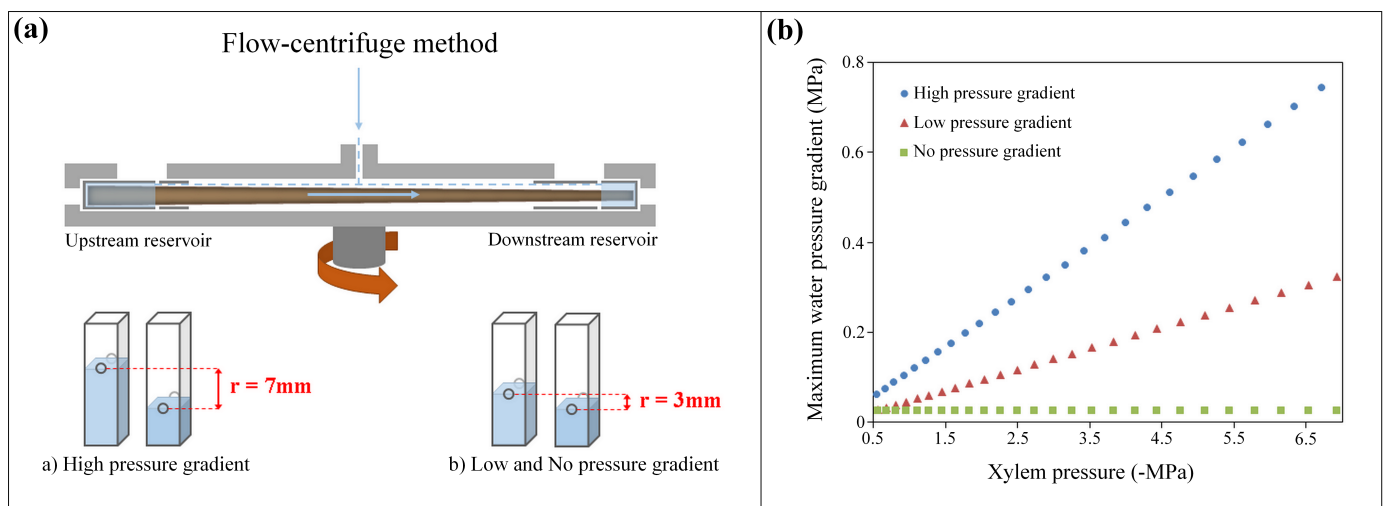 (a)
Flow-centrifuge method
Upstream reservoir
Downstream reservoir
r = 7mm
r = 3mm
a) High pressure gradient
b) Low and No pressure gradient
(b)
Maximum water pressure gradient (MPa)
0.8
0.6
0.4
0.2
0
High pressure gradient
Low pressure gradient
No pressure gradient
0.5 1.5 2.5 3.5 4.5 5.5 6.5
Xylem pressure (-MPa)